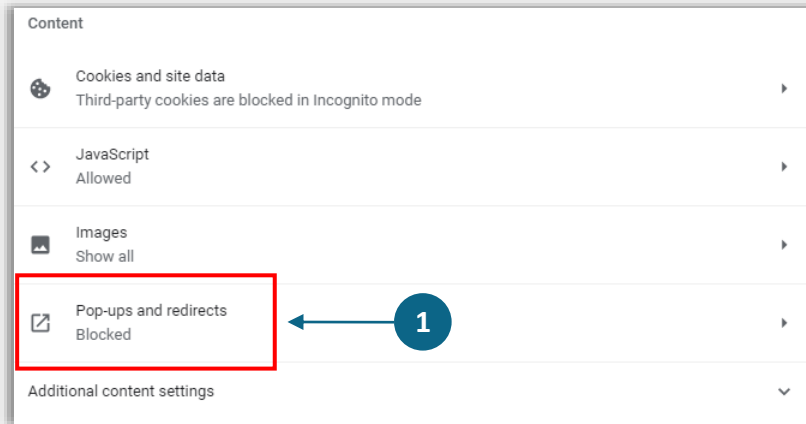 Content
Cookies and site data
Third-party cookies are blocked in Incognito mode
JavaScript
Allowed
Images
Show all
Pop-ups and redirects
Blocked
1
Additional content settings